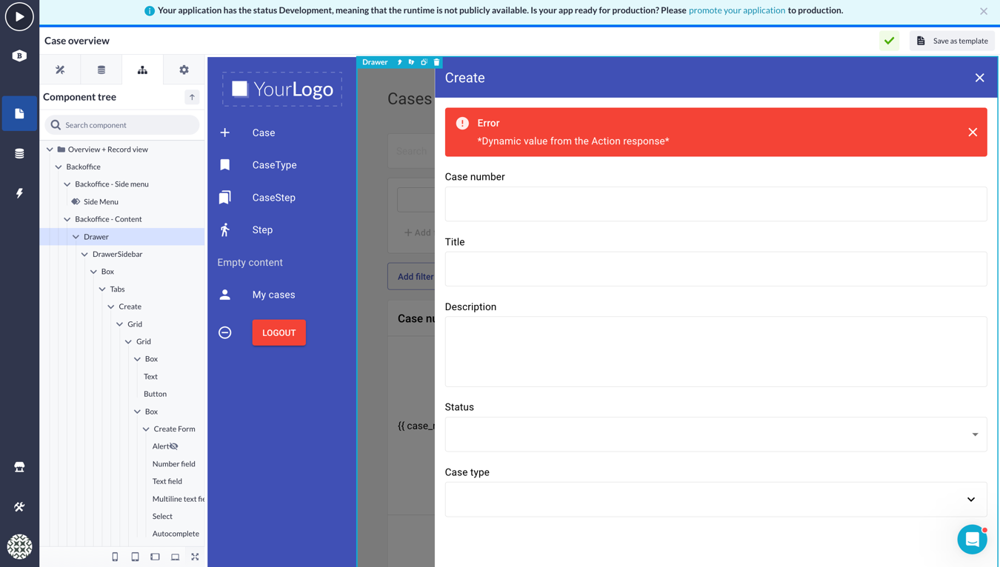 Your application has the status Development, meaning that the runtime is not publicly available. Is your app ready for production? Please promote your application to production.
Case overview
Save as template
Component tree
Search component
Overview + Record view
Backoffice
Backoffice - Side menu
Side Menu
Backoffice - Content
Drawer
DrawerSidebar
Box
Tabs
Create
Grid
Grid
Box
Text
Button
Box
Create Form
Alert
Number field
Text field
Multiline text fie
Select
Autocomplete
YourLogo
Case
CaseType
CaseStep
Step
Empty content
My cases
LOGOUT
Drawer
Cases
Search
+ Add
Add filter
Case nu
{{ case_r
Create
Error
*Dynamic value from the Action response*
Case number
Title
Description
Status
Case type